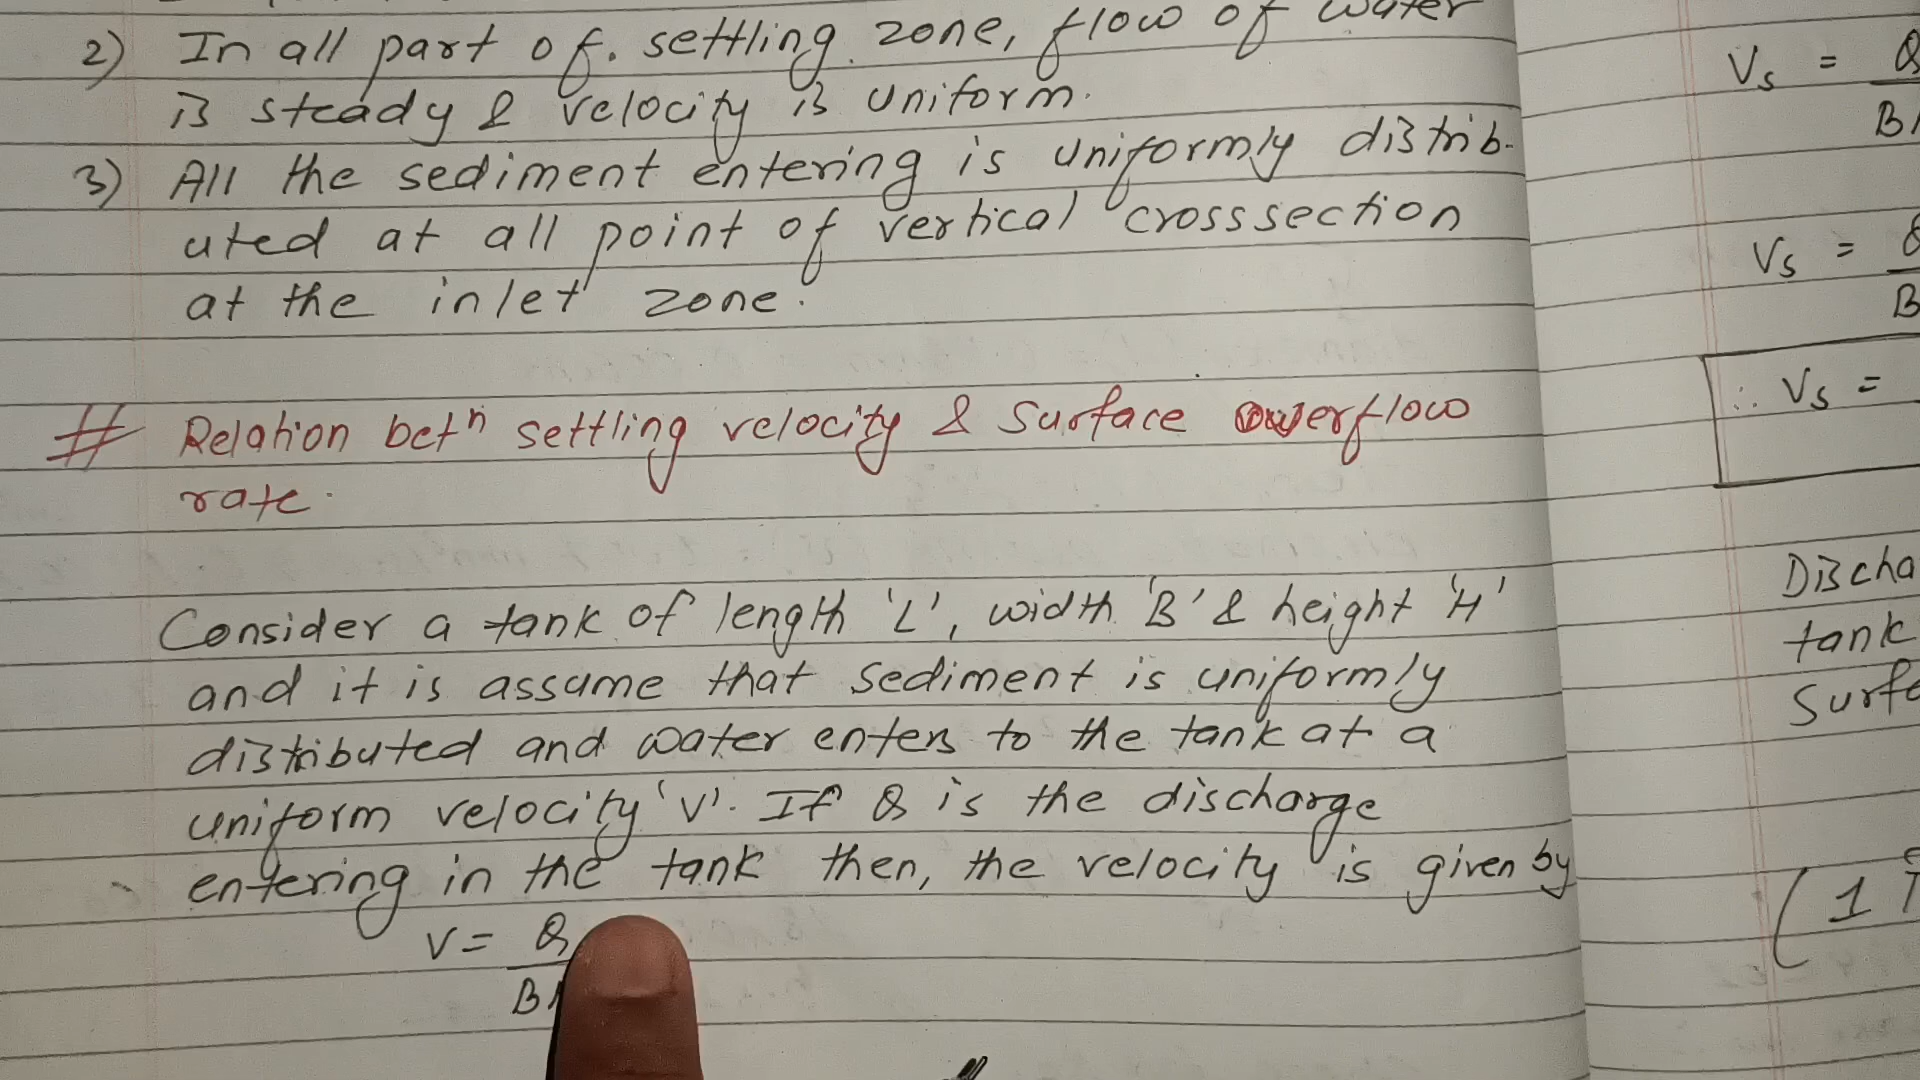 2) In all part of. settling zone, flow of water
is steady & velocity is uniform.
3) All the sediment entering is uniformly distrib-
uted at all point of vertical crosssection
at the inlet zone.
# Relation betn settling velocity & Surface overflow
rate.
Consider a tank of length 'L', width 'B' & height 'H'
and it is assume that sediment is uniformly
distributed and water enters to the tank at a
uniform velocity 'V'. If Q is the discharge
entering in the tank then, the velocity is given by
V = Q
B
Vs = Q
B
Vs =
B
∴ Vs =
Discha
tank
Surf
(1